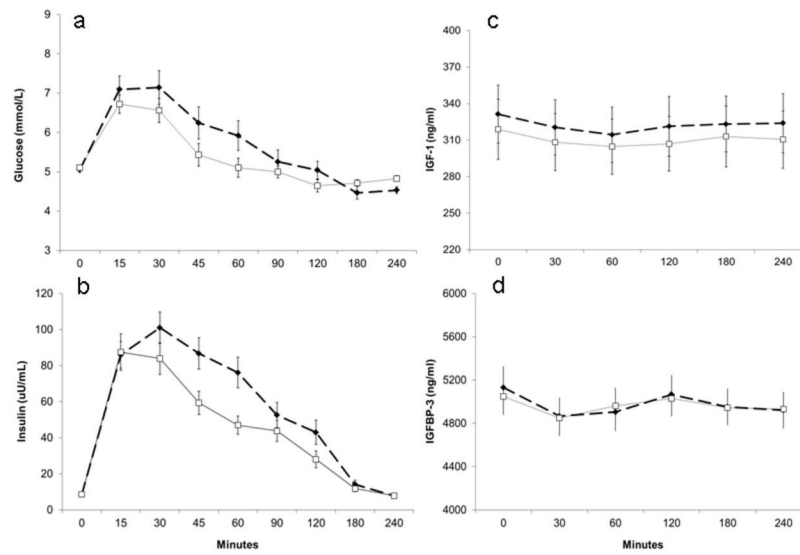 a
9
8
7
6
5
4
3
Glucose (mmol/L)
0 15 30 45 60 90 120 180 240
b
120
100
80
60
40
20
0
Insulin (uU/mL)
0 15 30 45 60 90 120 180 240
Minutes
c
400
370
340
310
280
250
220
IGF-1 (ng/ml)
0 30 60 120 180 240
d
6000
5600
5200
4800
4400
4000
IGFBP-3 (ng/ml)
0 30 60 120 180 240
Minutes